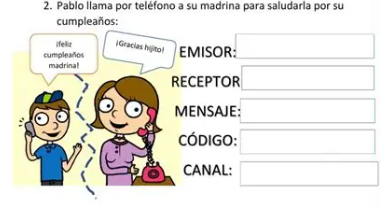 2. Pablo llama por teléfono a su madrina para saludarla por su
cumpleaños:
¡feliz
cumpleaños
madrina!
¡Gracias hijito!
EMISOR:
RECEPTOR
MENSAJE:
CÓDIGO:
CANAL: